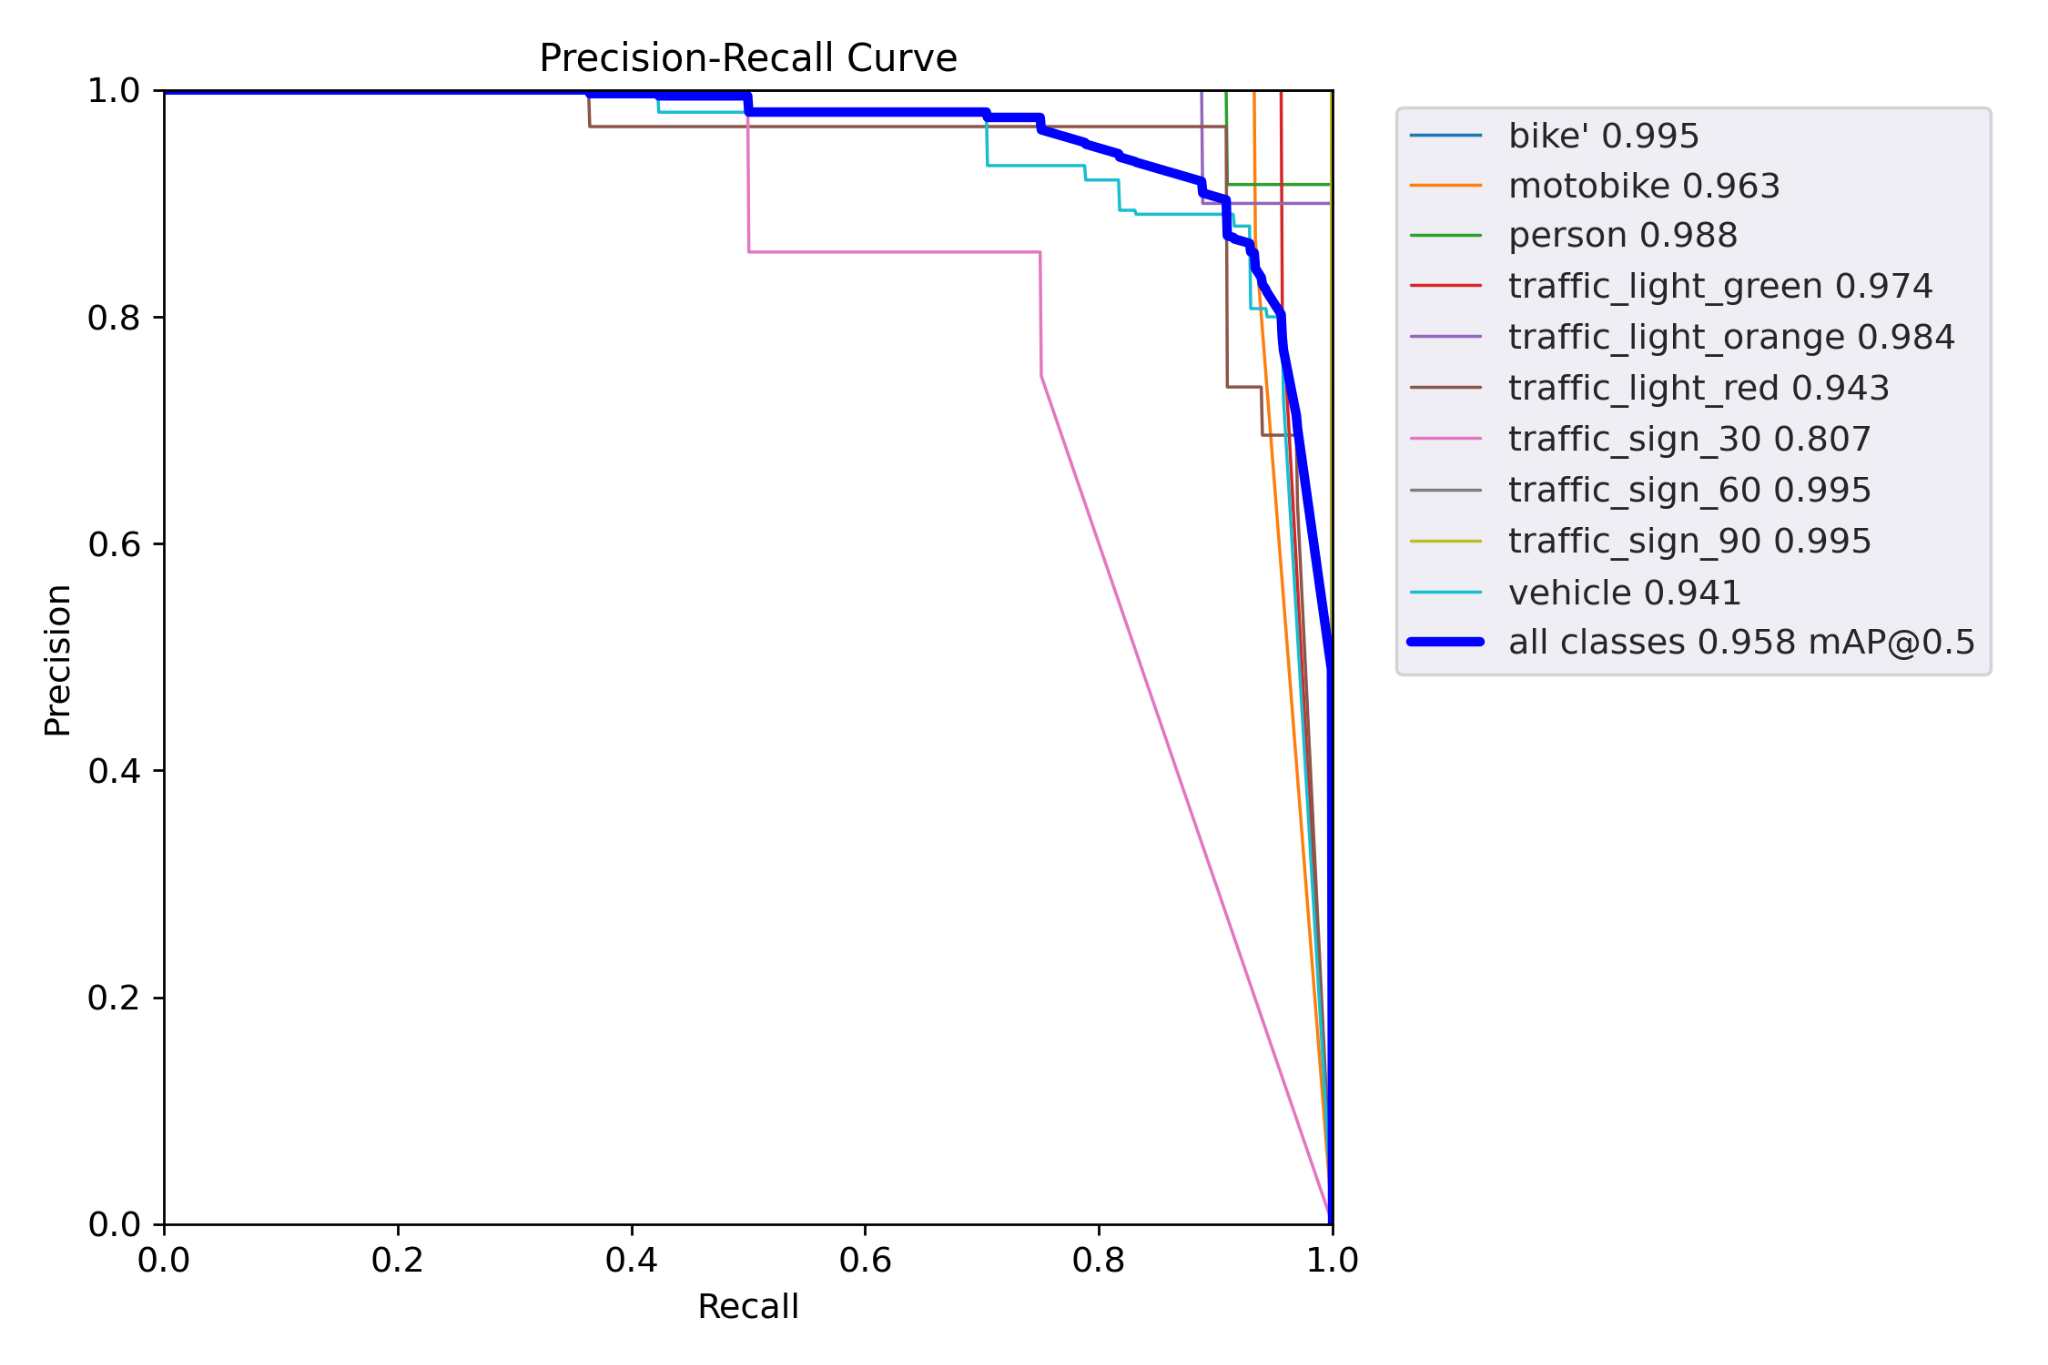 Precision-Recall Curve
1.0
0.8
0.6
0.4
0.2
0.0
Precision
0.0 0.2 0.4 0.6 0.8 1.0
Recall
bike' 0.995
motobike 0.963
person 0.988
traffic_light_green 0.974
traffic_light_orange 0.984
traffic_light_red 0.943
traffic_sign_30 0.807
traffic_sign_60 0.995
traffic_sign_90 0.995
vehicle 0.941
all classes 0.958 mAP@0.5